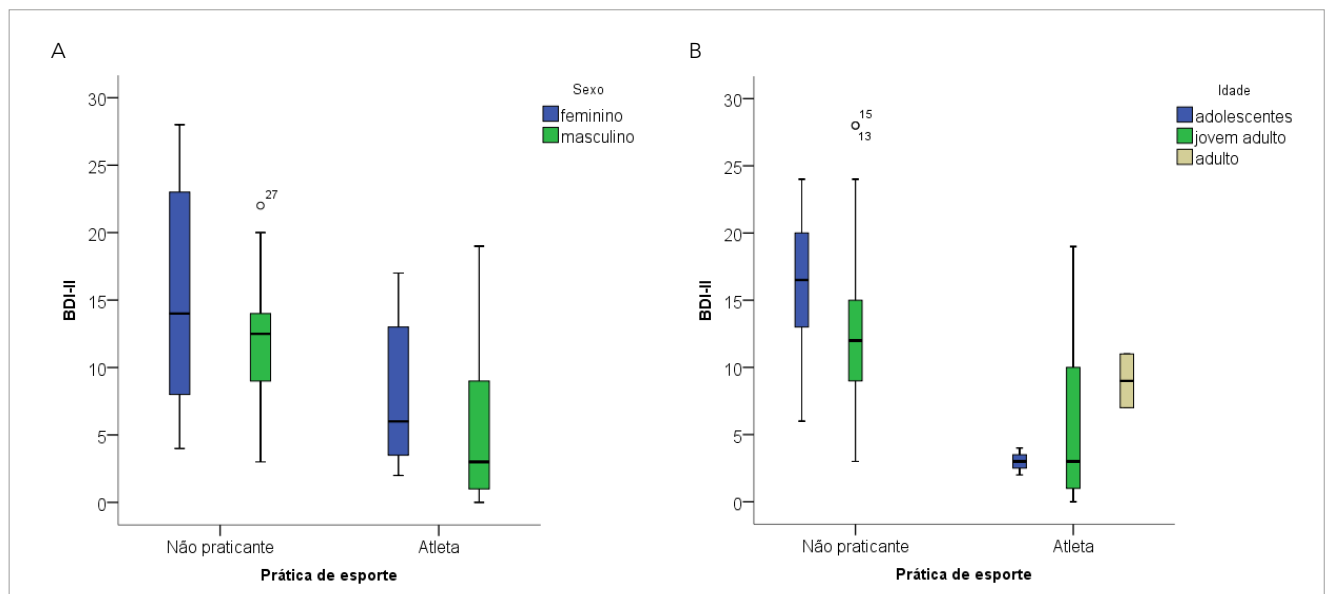 A
Sexo
feminino
masculino
30
25
20
15
10
5
0
BDI-II
27
Não praticante
Atleta
Prática de esporte
B
Idade
adolescentes
jovem adulto
adulto
30
25
20
15
10
5
0
BDI-II
15
13
Não praticante
Atleta
Prática de esporte